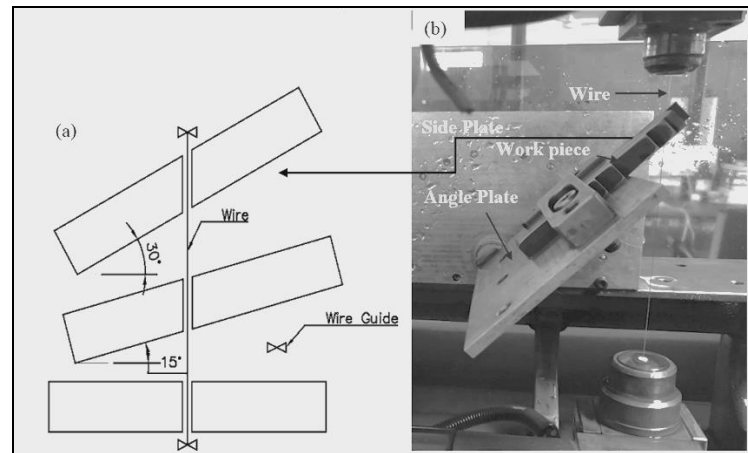 (a)
Wire
30°
15°
Wire Guide
(b)
Wire
Side Plate
Work piece
Angle Plate